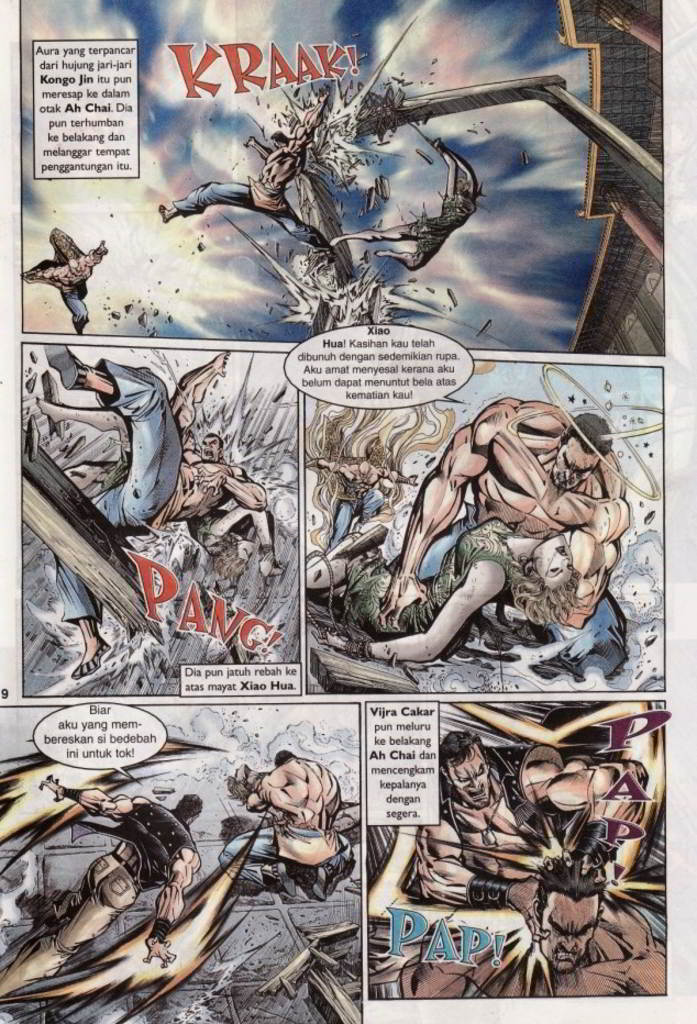 Aura yang terpancar
dari hujung jari-jari
Kongo Jin itu pun
meresap ke dalam
otak Ah Chai. Dia
pun terhumban
ke belakang dan
melanggar tempat
penggantungan itu.
KRAAK!
Xiao
Hua! Kasihan kau telah
dibunuh dengan sedemikian rupa.
Aku amat menyesal kerana aku
belum dapat menuntut bela atas
kematian kau!
PANG!
Dia pun jatuh rebah ke
atas mayat Xiao Hua.
9
Biar
aku yang mem-
bereskan si bedebah
ini untuk tok!
Vijra Cakar
pun meluru
ke belakang
Ah Chai dan
mencengkam
kepalanya
dengan
segera.
PAP!
PAP!